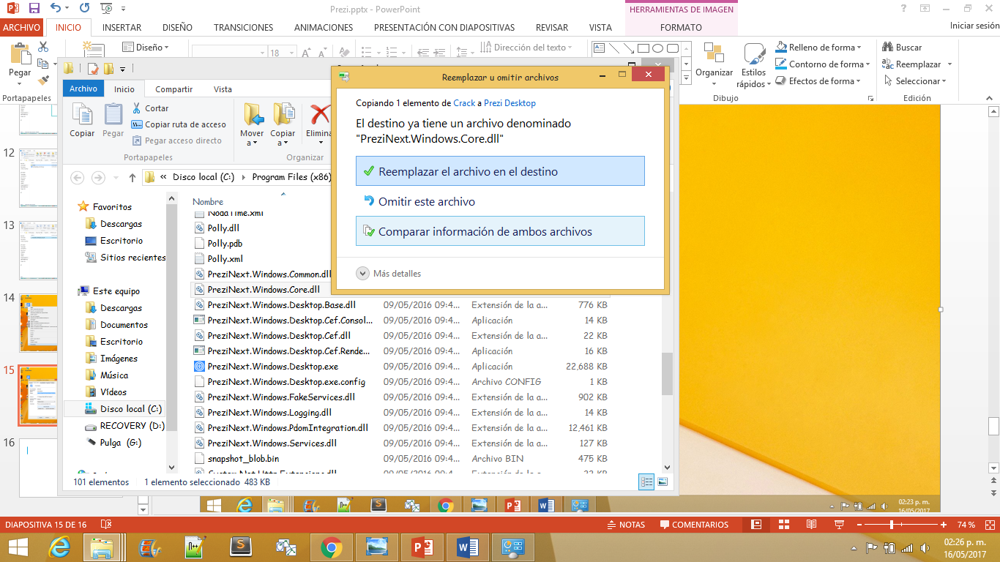 Prezi.pptx - PowerPoint
HERRAMIENTAS DE IMAGEN
ARCHIVO INICIO INSERTAR DISEÑO TRANSICIONES ANIMACIONES PRESENTACIÓN CON DIAPOSITIVAS REVISAR VISTA FORMATO Iniciar sesión
Pegar
Portapapeles
Diseño
18
Dirección del texto
Organizar
Estilos rápidos
Relleno de forma
Contorno de forma
Efectos de forma
Dibujo
Buscar
Reemplazar
Seleccionar
Edición
12
13
14
15
16
Archivo Inicio Compartir Vista
Copiar
Pegar
Cortar
Copiar ruta de acceso
Pegar acceso directo
Portapapeles
Mover a
Copiar a
Organizar
Disco local (C:) Program Files (x86)
Favoritos
Descargas
Escritorio
Sitios recientes
Este equipo
Descargas
Documentos
Escritorio
Imágenes
Música
Vídeos
Disco local (C:)
RECOVERY (D:)
Pulga (G:)
Nombre
NodaTime.xml
Polly.dll
Polly.pdb
Polly.xml
PreziNext.Windows.Common.dll
PreziNext.Windows.Core.dll
PreziNext.Windows.Desktop.Base.dll 09/05/2016 09:4... Extensión de la a... 776 KB
PreziNext.Windows.Desktop.Cef.Consol... 09/05/2016 09:4... Aplicación 14 KB
PreziNext.Windows.Desktop.Cef.dll 09/05/2016 09:4... Extensión de la a... 22 KB
PreziNext.Windows.Desktop.Cef.Rende... 09/05/2016 09:4... Aplicación 16 KB
PreziNext.Windows.Desktop.exe 09/05/2016 09:4... Aplicación 22,688 KB
PreziNext.Windows.Desktop.exe.config 09/05/2016 09:4... Archivo CONFIG 1 KB
PreziNext.Windows.FakeServices.dll 09/05/2016 09:4... Extensión de la a... 902 KB
PreziNext.Windows.Logging.dll 09/05/2016 09:4... Extensión de la a... 14 KB
PreziNext.Windows.PdomIntegration.dll 09/05/2016 09:4... Extensión de la a... 12,461 KB
PreziNext.Windows.Services.dll 09/05/2016 09:4... Extensión de la a... 127 KB
snapshot_blob.bin 09/05/2016 09:4... Archivo BIN 475 KB
101 elementos 1 elemento seleccionado 483 KB
Reemplazar u omitir archivos
Copiando 1 elemento de Crack a Prezi Desktop
El destino ya tiene un archivo denominado
"PreziNext.Windows.Core.dll"
Reemplazar el archivo en el destino
Omitir este archivo
Comparar información de ambos archivos
Más detalles
02:23 p. m.
16/05/2017
DIAPOSITIVA 15 DE 16 NOTAS COMENTARIOS 74 %
02:26 p. m.
16/05/2017